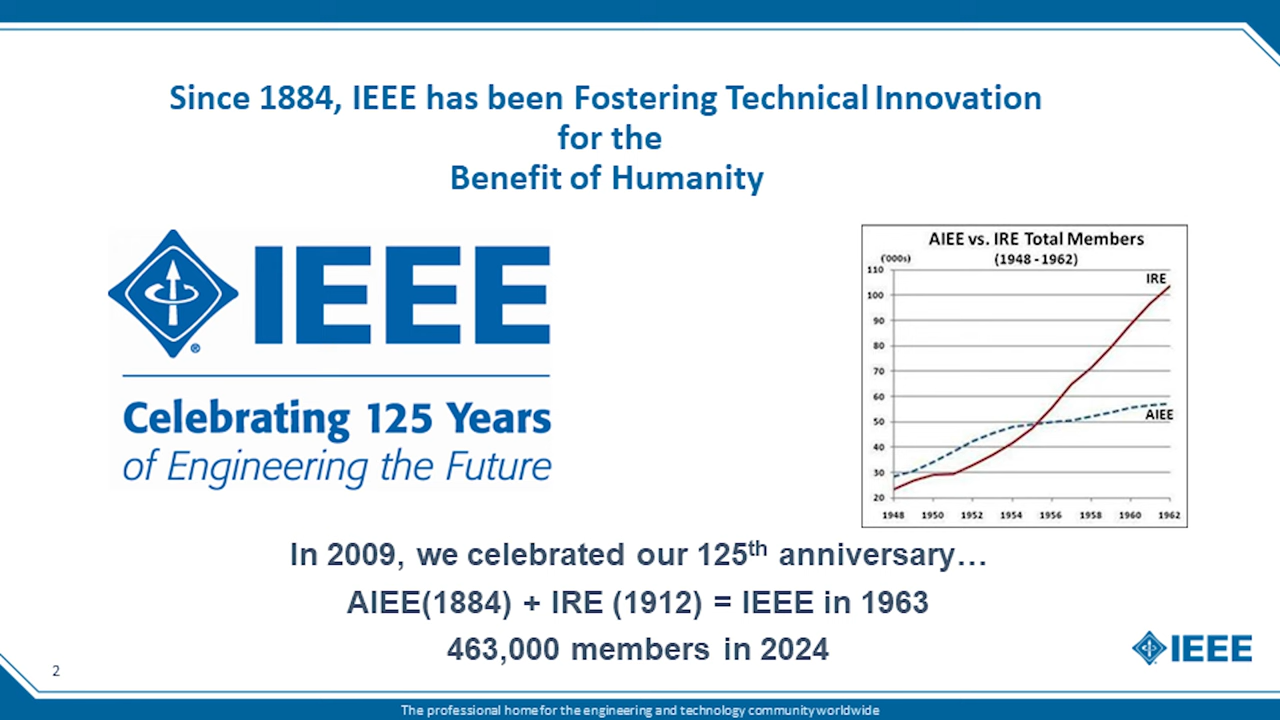 Since 1884, IEEE has been Fostering Technical Innovation
for the
Benefit of Humanity
IEEE
®
Celebrating 125 Years
of Engineering the Future
AIEE vs. IRE Total Members
(1948 - 1962)
('000s)
110
100
90
80
70
60
50
40
30
20
IRE
AIEE
1948 1950 1952 1954 1956 1958 1960 1962
In 2009, we celebrated our 125th anniversary…
AIEE(1884) + IRE (1912) = IEEE in 1963
463,000 members in 2024
IEEE
2
The professional home for the engineering and technology community worldwide